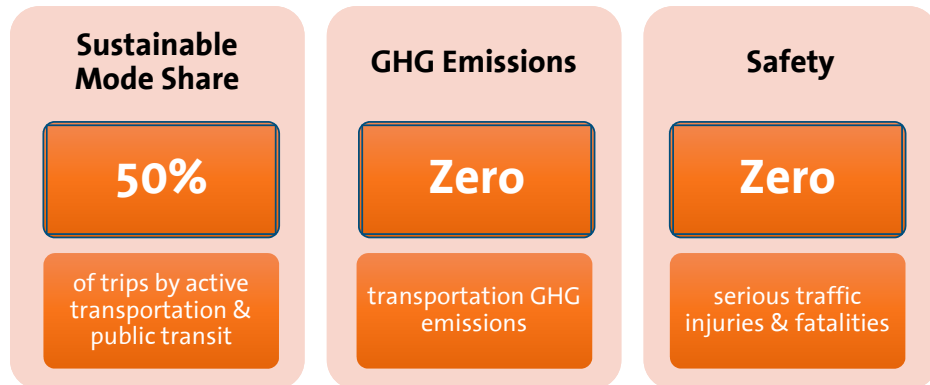 Sustainable
Mode Share
50%
of trips by active
transportation &
public transit
GHG Emissions
Zero
transportation GHG
emissions
Safety
Zero
serious traffic
injuries & fatalities